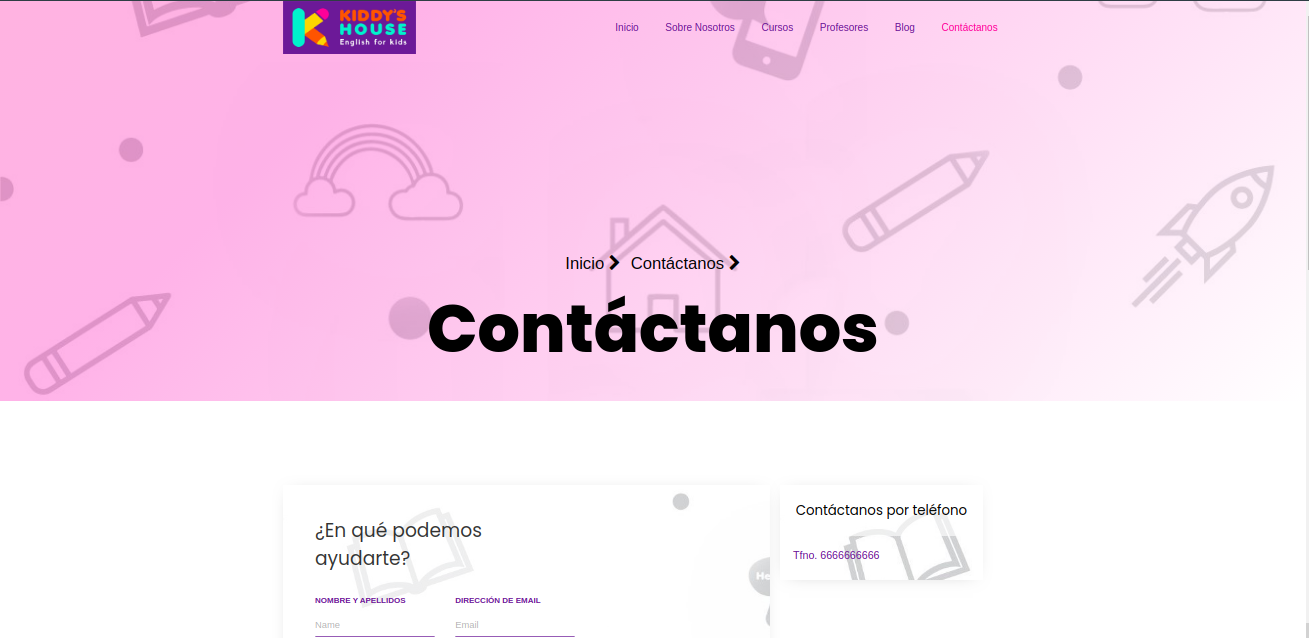 KIDDY'S
HOUSE
English for kids
Inicio Sobre Nosotros Cursos Profesores Blog Contáctanos
Inicio Contáctanos
Contáctanos
¿En qué podemos
ayudarte?
Contáctanos por teléfono
Tfno. 6666666666
He
NOMBRE Y APELLIDOS DIRECCIÓN DE EMAIL
Name Email